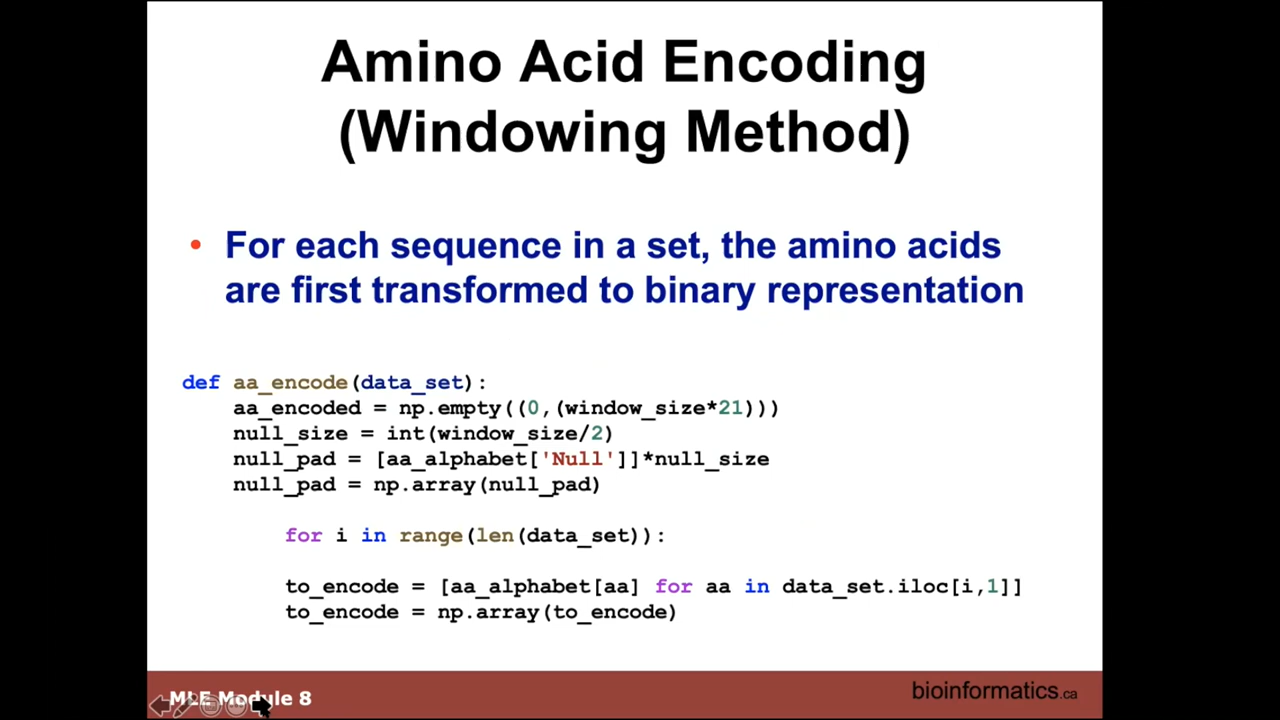 Amino Acid Encoding
(Windowing Method)
• For each sequence in a set, the amino acids
are first transformed to binary representation
def aa_encode(data_set):
    aa_encoded = np.empty((0,(window_size*21)))
    null_size = int(window_size/2)
    null_pad = [aa_alphabet['Null']]*null_size
    null_pad = np.array(null_pad)
        for i in range(len(data_set)):
        to_encode = [aa_alphabet[aa] for aa in data_set.iloc[i,1]]
        to_encode = np.array(to_encode)
MLE Module 8
bioinformatics.ca